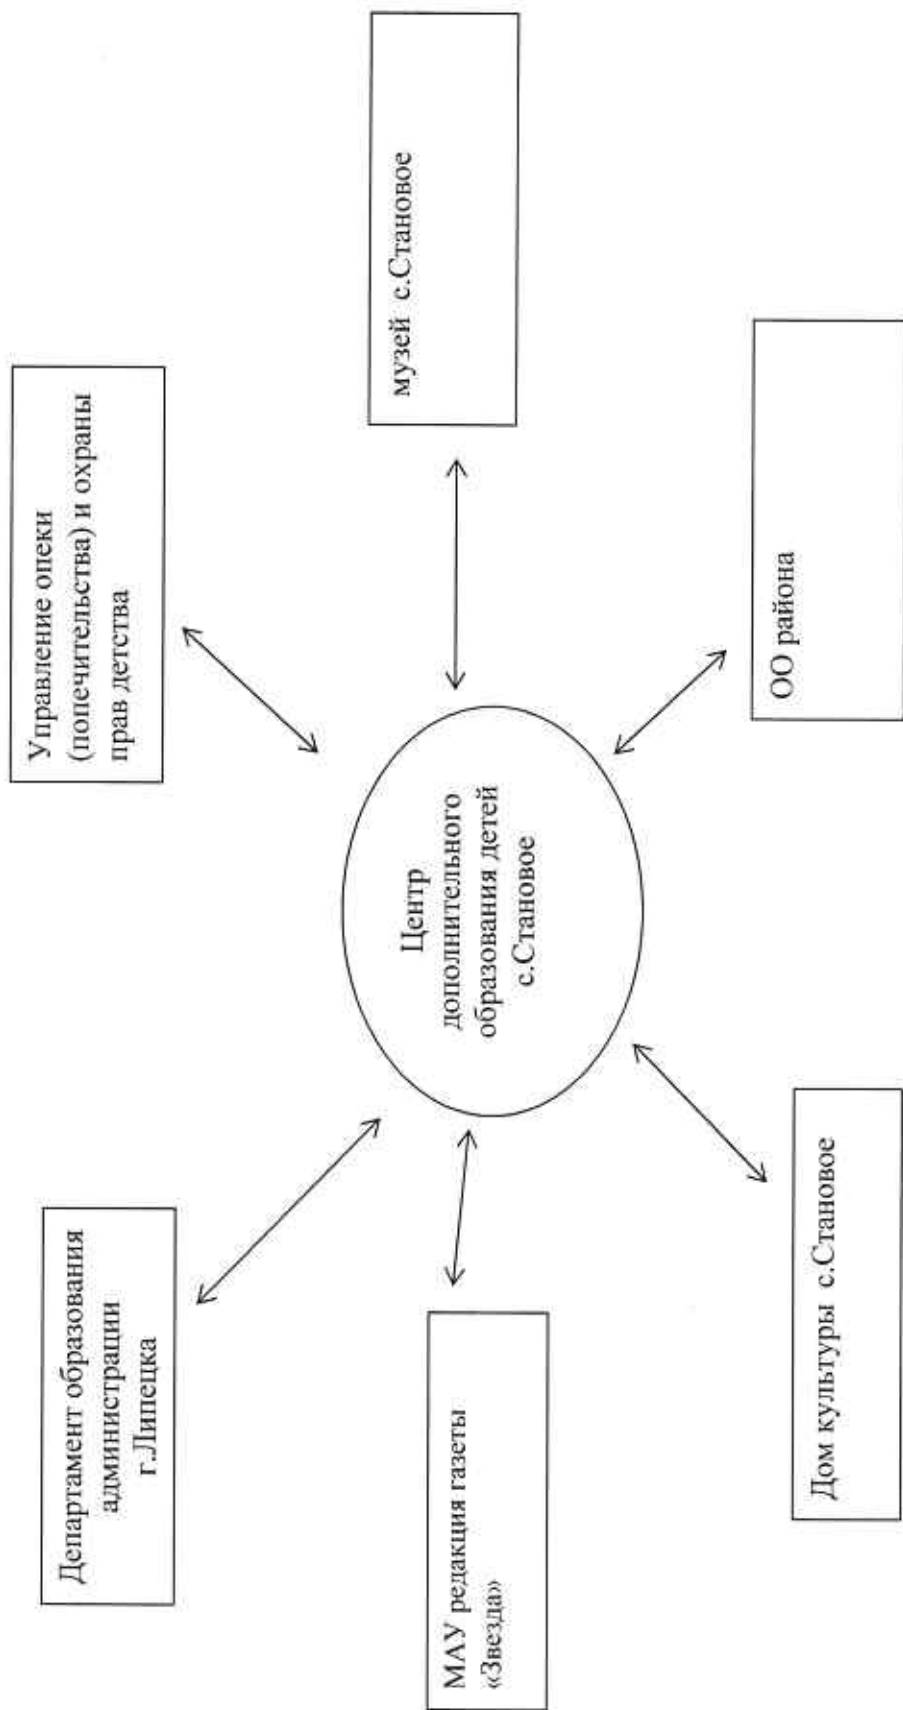 Департамент образования
администрации
г.Липецка
Управление опеки
(попечительства) и охраны
прав детства
МАУ редакция газеты
«Звезда»
Центр
дополнительного
образования детей
с.Становое
музей с.Становое
Дом культуры с.Становое
ОО района